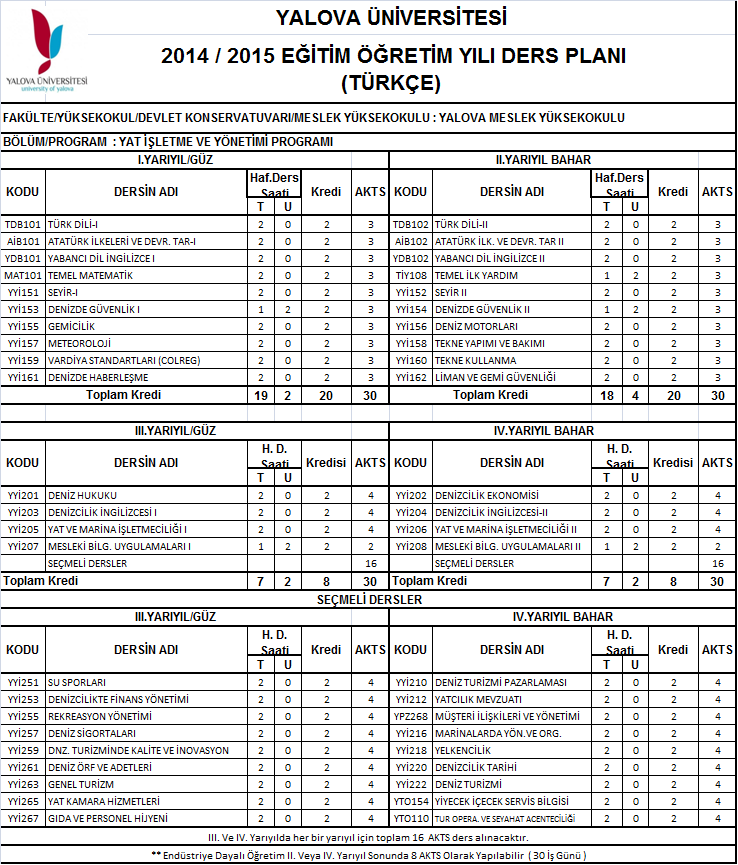 YALOVA ÜNİVERSİTESİ
university of yalova
YALOVA ÜNİVERSİTESİ
2014 / 2015 EĞİTİM ÖĞRETİM YILI DERS PLANI
(TÜRKÇE)
FAKÜLTE/YÜKSEKOKUL/DEVLET KONSERVATUVARI/MESLEK YÜKSEKOKULU : YALOVA MESLEK YÜKSEKOKULU
BÖLÜM/PROGRAM : YAT İŞLETME VE YÖNETİMİ PROGRAMI
I.YARIYIL/GÜZ II.YARIYIL BAHAR
KODU DERSİN ADI Haf.Ders Saati Kredi AKTS KODU DERSİN ADI Haf.Ders Saati Kredi AKTS
T U T U
TDB101 TÜRK DİLİ-I 2 0 2 3 TDB102 TÜRK DİLİ-II 2 0 2 3
AİB101 ATATÜRK İLKELERİ VE DEVR. TAR-I 2 0 2 3 AİB102 ATATÜRK İLK. VE DEVR. TAR II 2 0 2 3
YDB101 YABANCI DİL İNGİLİZCE I 2 0 2 3 YDB102 YABANCI DİL İNGİLİZCE II 2 0 2 3
MAT101 TEMEL MATEMATİK 2 0 2 3 TİY108 TEMEL İLK YARDIM 1 2 2 3
YYİ151 SEYİR-I 2 0 2 3 YYİ152 SEYİR II 2 0 2 3
YYİ153 DENİZDE GÜVENLİK I 1 2 2 3 YYİ154 DENİZDE GÜVENLİK II 1 2 2 3
YYİ155 GEMİCİLİK 2 0 2 3 YYİ156 DENİZ MOTORLARI 2 0 2 3
YYİ157 METEOROLOJİ 2 0 2 3 YYİ158 TEKNE YAPIMI VE BAKIMI 2 0 2 3
YYİ159 VARDİYA STANDARTLARI (COLREG) 2 0 2 3 YYİ160 TEKNE KULLANMA 2 0 2 3
YYİ161 DENİZDE HABERLEŞME 2 0 2 3 YYİ162 LİMAN VE GEMİ GÜVENLİĞİ 2 0 2 3
Toplam Kredi 19 2 20 30 Toplam Kredi 18 4 20 30
III.YARIYIL/GÜZ IV.YARIYIL BAHAR
KODU DERSİN ADI H. D. Saati Kredisi AKTS KODU DERSİN ADI H. D. Saati Kredisi AKTS
T U T U
YYİ201 DENİZ HUKUKU 2 0 2 4 YYİ202 DENİZCİLİK EKONOMİSİ 2 0 2 4
YYİ203 DENİZCİLİK İNGİLİZCESİ I 2 0 2 4 YYİ204 DENİZCİLİK İNGİLİZCESİ-II 2 0 2 4
YYİ205 YAT VE MARİNA İŞLETMECİLİĞİ I 2 0 2 4 YYİ206 YAT VE MARİNA İŞLETMECİLİĞİ II 2 0 2 4
YYİ207 MESLEKİ BİLG. UYGULAMALARI I 1 2 2 2 YYİ208 MESLEKİ BİLG. UYGULAMALARI II 1 2 2 2
SEÇMELİ DERSLER 16 SEÇMELİ DERSLER 16
Toplam Kredi 7 2 8 30 Toplam Kredi 7 2 8 30
SEÇMELİ DERSLER
III.YARIYIL/GÜZ IV.YARIYIL BAHAR
KODU DERSİN ADI H. D. Saati Kredi AKTS KODU DERSİN ADI H. D. Saati Kredi AKTS
T U T U
YYİ251 SU SPORLARI 2 0 2 4 YYİ210 DENİZ TURİZMİ PAZARLAMASI 2 0 2 4
YYİ253 DENİZCİLİKTE FİNANS YÖNETİMİ 2 0 2 4 YYİ212 YATCILIK MEVZUATI 2 0 2 4
YYİ255 REKREASYON YÖNETİMİ 2 0 2 4 YPZ268 MÜŞTERİ İLİŞKİLERİ VE YÖNETİMİ 2 0 2 4
YYİ257 DENİZ SİGORTALARI 2 0 2 4 YYİ216 MARİNALARDA YÖN.VE ORG. 2 0 2 4
YYİ259 DNZ. TURİZMİNDE KALİTE VE İNOVASYON 2 0 2 4 YYİ218 YELKENCİLİK 2 0 2 4
YYİ261 DENİZ ÖRF VE ADETLERİ 2 0 2 4 YYİ220 DENİZCİLİK TARİHİ 2 0 2 4
YYİ263 GENEL TURİZM 2 0 2 4 YYİ222 DENİZ TURİZMİ 2 0 2 4
YYİ265 YAT KAMARA HİZMETLERİ 2 0 2 4 YTO154 YİYECEK İÇECEK SERVİS BİLGİSİ 2 0 2 4
YYİ267 GIDA VE PERSONEL HİJYENİ 2 0 2 4 YTO110 TUR OPERA. VE SEYAHAT ACENTECİLİĞİ 2 0 2 4
III. Ve IV. Yarıyılda her bir yarıyıl için toplam 16 AKTS ders alınacaktır.
** Endüstriye Dayalı Öğretim II. Veya IV. Yarıyıl Sonunda 8 AKTS Olarak Yapılabilir ( 30 İş Günü )